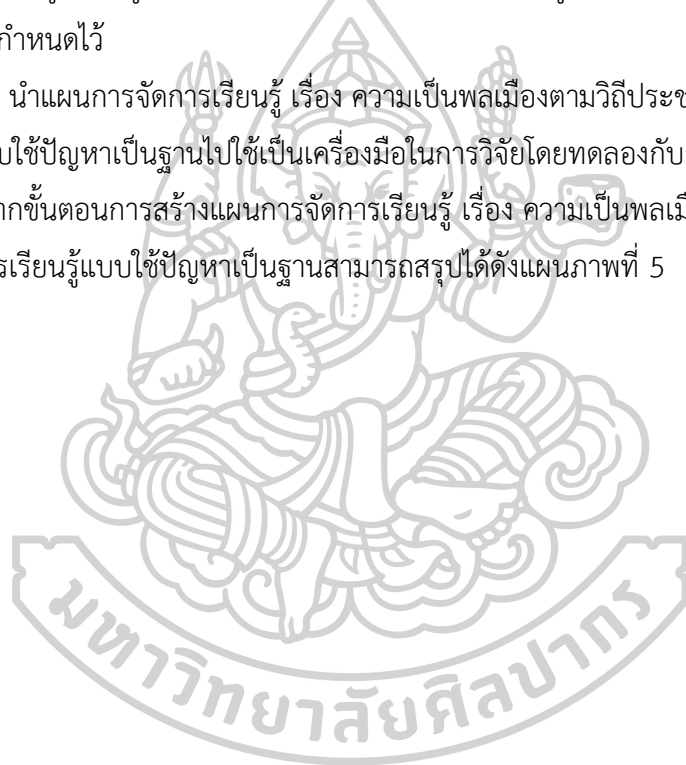 กำหนดไว้
นำแผนการจัดการเรียนรู้ เรื่อง ความเป็นพลเมืองตามวิถีประช
บใช้ปัญหาเป็นฐานไปใช้เป็นเครื่องมือในการวิจัยโดยทดลองกับ
ากขั้นตอนการสร้างแผนการจัดการเรียนรู้ เรื่อง ความเป็นพลเมื
รเรียนรู้แบบใช้ปัญหาเป็นฐานสามารถสรุปได้ดังแผนภาพที่ 5
มหาวิทยาลัยศิลปากร